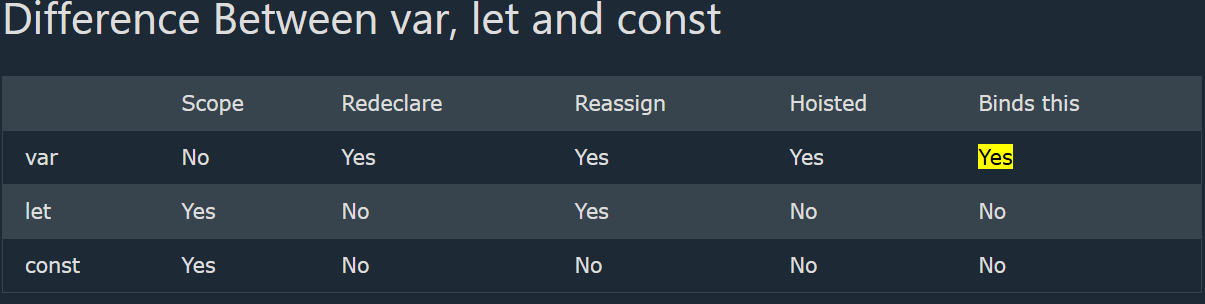 Difference Between var, let and const
Scope Redeclare Reassign Hoisted Binds this
var No Yes Yes Yes Yes
let Yes No Yes No No
const Yes No No No No